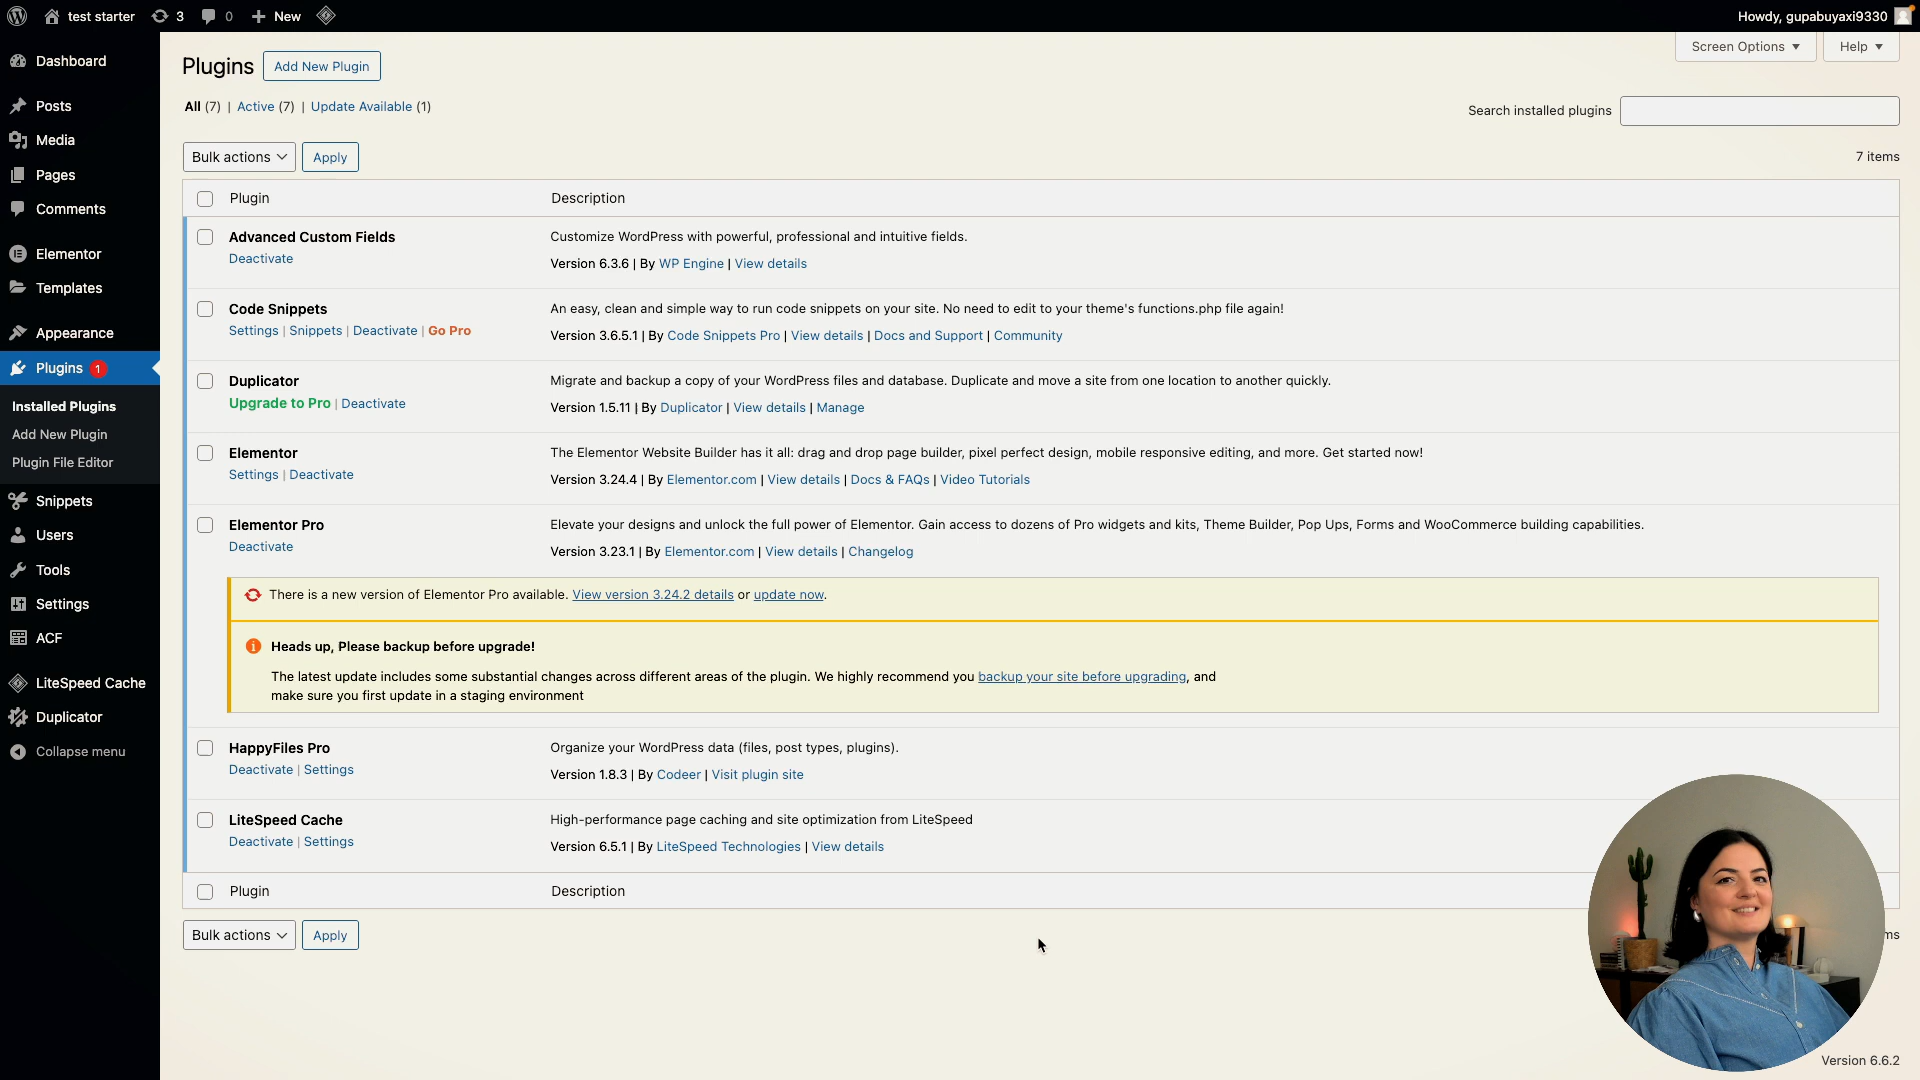 test starter 3 0 New
Howdy, gupabuyaxi9330
Dashboard
Posts
Media
Pages
Comments
Elementor
Templates
Appearance
Plugins 1
Installed Plugins
Add New Plugin
Plugin File Editor
Snippets
Users
Tools
Settings
ACF
LiteSpeed Cache
Duplicator
Collapse menu
Screen Options Help
Plugins Add New Plugin
All (7) | Active (7) | Update Available (1)
Search installed plugins
Bulk actions Apply
7 items
Plugin Description
Advanced Custom Fields
Deactivate
Customize WordPress with powerful, professional and intuitive fields.
Version 6.3.6 | By WP Engine | View details
Code Snippets
Settings | Snippets | Deactivate | Go Pro
An easy, clean and simple way to run code snippets on your site. No need to edit to your theme's functions.php file again!
Version 3.6.5.1 | By Code Snippets Pro | View details | Docs and Support | Community
Duplicator
Upgrade to Pro | Deactivate
Migrate and backup a copy of your WordPress files and database. Duplicate and move a site from one location to another quickly.
Version 1.5.11 | By Duplicator | View details | Manage
Elementor
Settings | Deactivate
The Elementor Website Builder has it all: drag and drop page builder, pixel perfect design, mobile responsive editing, and more. Get started now!
Version 3.24.4 | By Elementor.com | View details | Docs & FAQs | Video Tutorials
Elementor Pro
Deactivate
Elevate your designs and unlock the full power of Elementor. Gain access to dozens of Pro widgets and kits, Theme Builder, Pop Ups, Forms and WooCommerce building capabilities.
Version 3.23.1 | By Elementor.com | View details | Changelog
There is a new version of Elementor Pro available. View version 3.24.2 details or update now.
Heads up, Please backup before upgrade!
The latest update includes some substantial changes across different areas of the plugin. We highly recommend you backup your site before upgrading, and
make sure you first update in a staging environment
HappyFiles Pro
Deactivate | Settings
Organize your WordPress data (files, post types, plugins).
Version 1.8.3 | By Codeer | Visit plugin site
LiteSpeed Cache
Deactivate | Settings
High-performance page caching and site optimization from LiteSpeed
Version 6.5.1 | By LiteSpeed Technologies | View details
Plugin Description
Bulk actions Apply
ms
Version 6.6.2